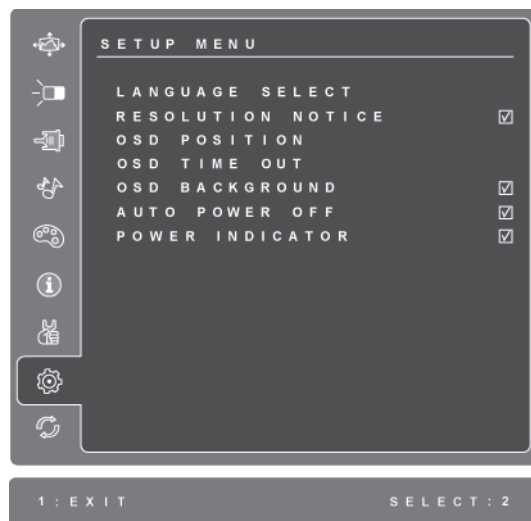 SETUP MENU
LANGUAGE SELECT
RESOLUTION NOTICE
OSD POSITION
OSD TIME OUT
OSD BACKGROUND
AUTO POWER OFF
POWER INDICATOR
1:EXIT SELECT:2